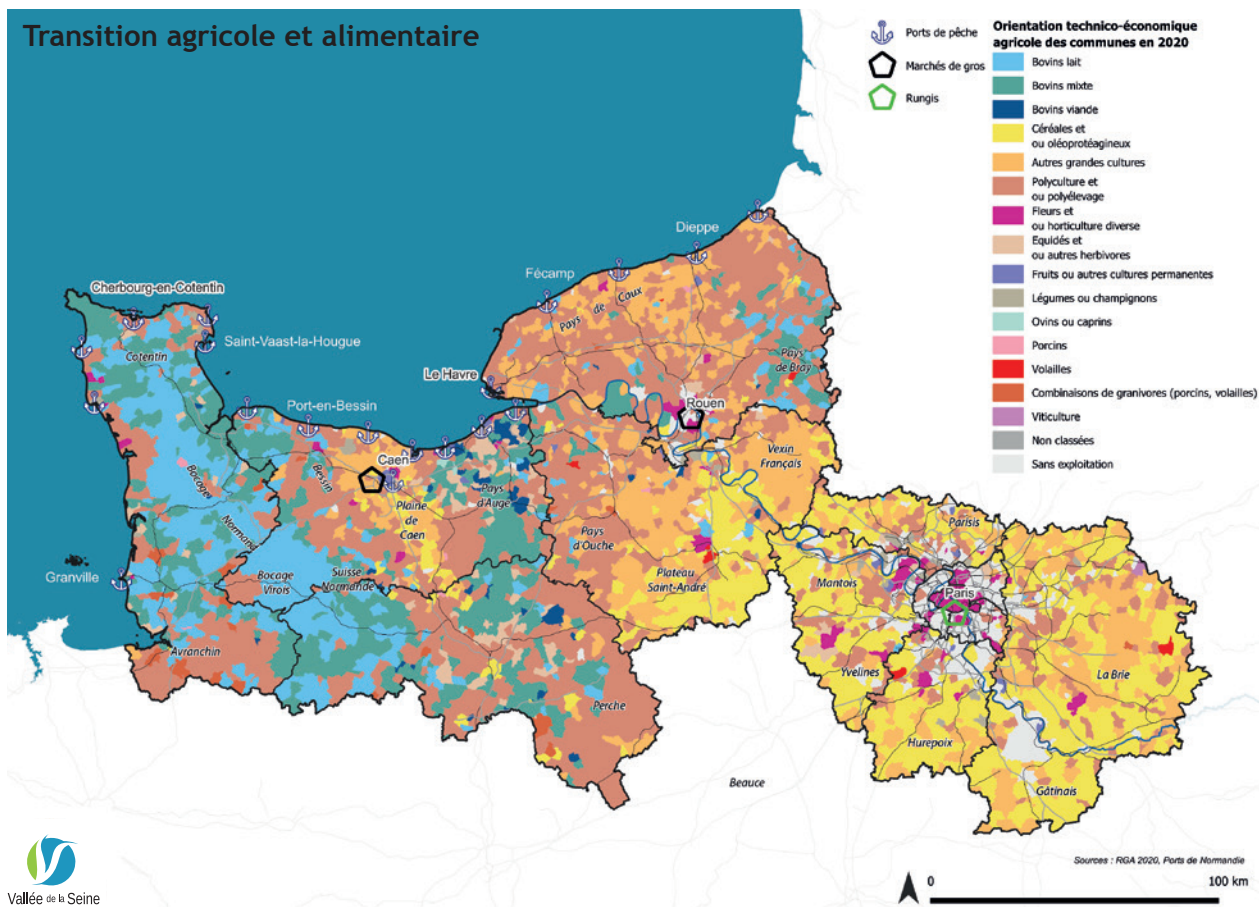 Transition agricole et alimentaire
Ports de pêche
Marchés de gros
Rungis
Orientation technico-économique
agricole des communes en 2020
Bovins lait
Bovins mixte
Bovins viande
Céréales et
ou oléoprotéagineux
Autres grandes cultures
Polyculture et
ou polyélevage
Fleurs et
ou horticulture diverse
Equidés et
ou autres herbivores
Fruits ou autres cultures permanentes
Légumes ou champignons
Ovins ou caprins
Porcins
Volailles
Combinaisons de granivores (porcins, volailles)
Viticulture
Non classées
Sans exploitation
Dieppe
Fécamp
Cherbourg-en-Cotentin
Pays de Caux
Saint-Vaast-la-Hougue
Cotentin
Pays
de Bray
Le Havre
Port-en-Bessin
Rouen
Caen
Vexin
Français
Bessin
Bocager
Normand
Pays
d'Auge
Plaine
de
Caen
Pays
d'Ouche
Parisis
Granville
Bocage
Virois
Suisse
Normande
Plateau
Saint-André
Mantois
Paris
Avranchin
Yvelines
La Brie
Perche
Hurepoix
Beauce
Gâtinais
Sources : RGA 2020, Ports de Normandie
0
100 km
Vallée de la Seine